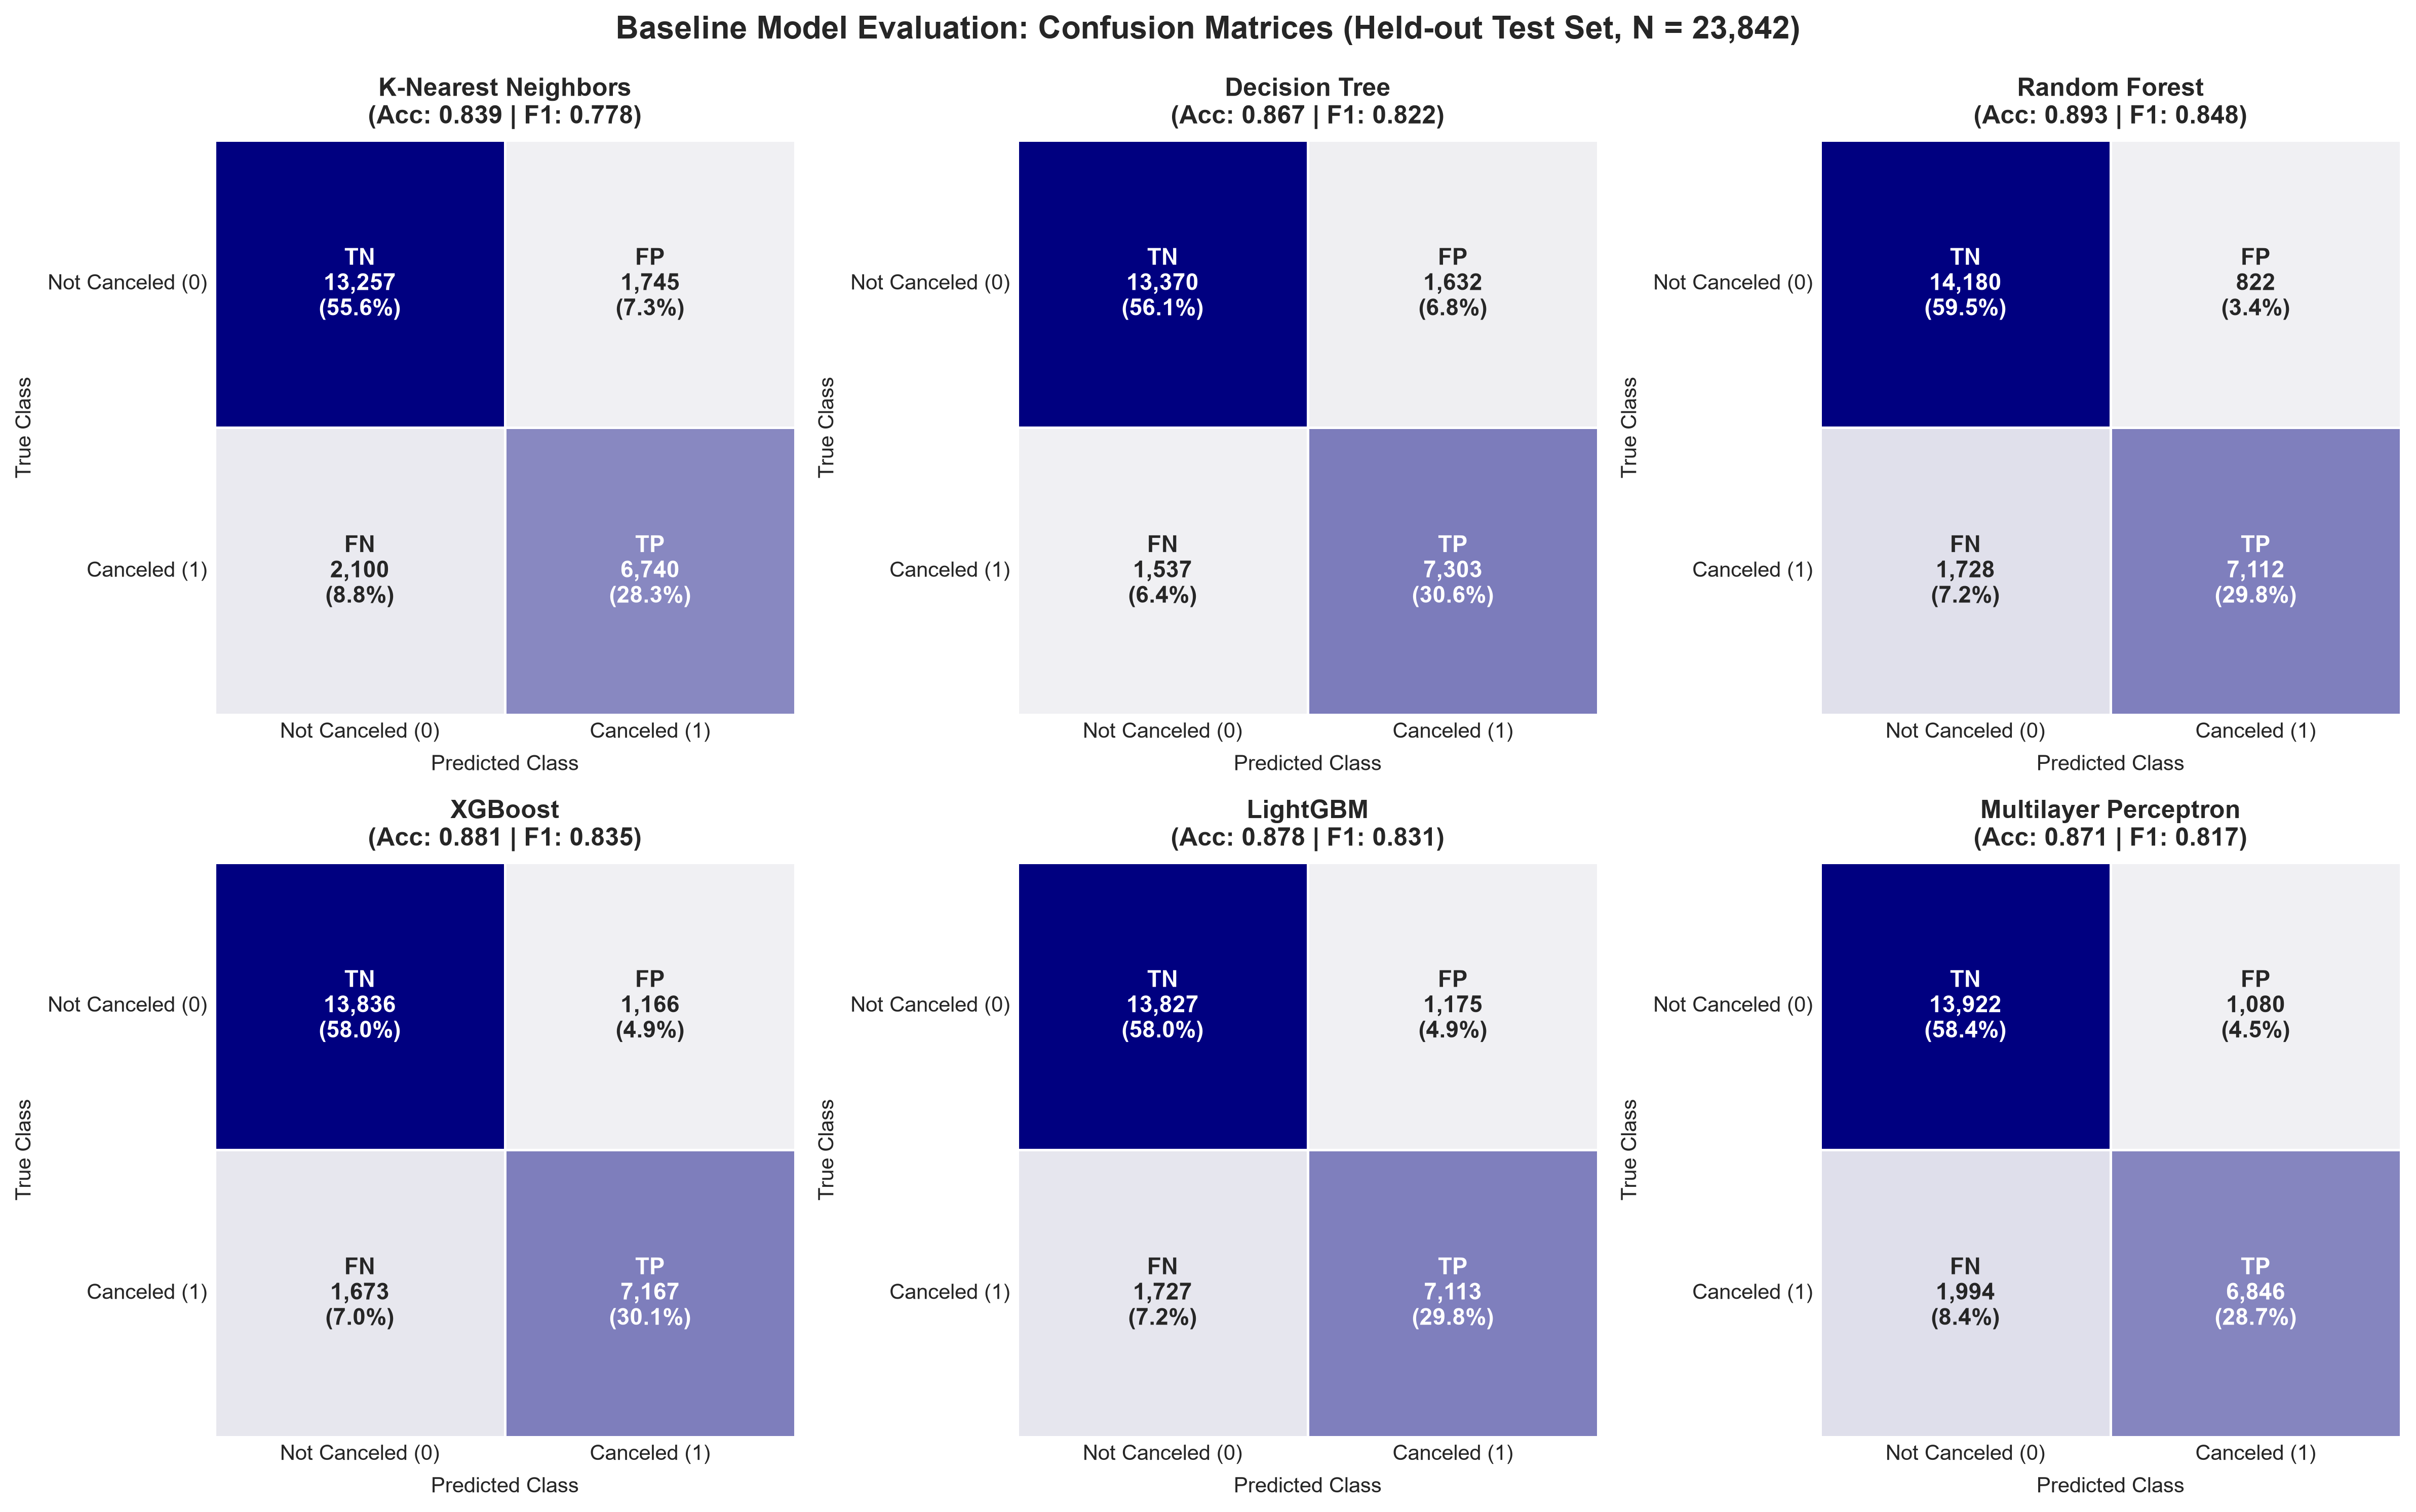 Baseline Model Evaluation: Confusion Matrices (Held-out Test Set, N = 23,842)
K-Nearest Neighbors
(Acc: 0.839 | F1: 0.778)
True Class
Not Canceled (0)
TN
13,257
(55.6%)
FP
1,745
(7.3%)
Canceled (1)
FN
2,100
(8.8%)
TP
6,740
(28.3%)
Not Canceled (0)
Canceled (1)
Predicted Class
Decision Tree
(Acc: 0.867 | F1: 0.822)
True Class
Not Canceled (0)
TN
13,370
(56.1%)
FP
1,632
(6.8%)
Canceled (1)
FN
1,537
(6.4%)
TP
7,303
(30.6%)
Not Canceled (0)
Canceled (1)
Predicted Class
Random Forest
(Acc: 0.893 | F1: 0.848)
True Class
Not Canceled (0)
TN
14,180
(59.5%)
FP
822
(3.4%)
Canceled (1)
FN
1,728
(7.2%)
TP
7,112
(29.8%)
Not Canceled (0)
Canceled (1)
Predicted Class
XGBoost
(Acc: 0.881 | F1: 0.835)
True Class
Not Canceled (0)
TN
13,836
(58.0%)
FP
1,166
(4.9%)
Canceled (1)
FN
1,673
(7.0%)
TP
7,167
(30.1%)
Not Canceled (0)
Canceled (1)
Predicted Class
LightGBM
(Acc: 0.878 | F1: 0.831)
True Class
Not Canceled (0)
TN
13,827
(58.0%)
FP
1,175
(4.9%)
Canceled (1)
FN
1,727
(7.2%)
TP
7,113
(29.8%)
Not Canceled (0)
Canceled (1)
Predicted Class
Multilayer Perceptron
(Acc: 0.871 | F1: 0.817)
True Class
Not Canceled (0)
TN
13,922
(58.4%)
FP
1,080
(4.5%)
Canceled (1)
FN
1,994
(8.4%)
TP
6,846
(28.7%)
Not Canceled (0)
Canceled (1)
Predicted Class